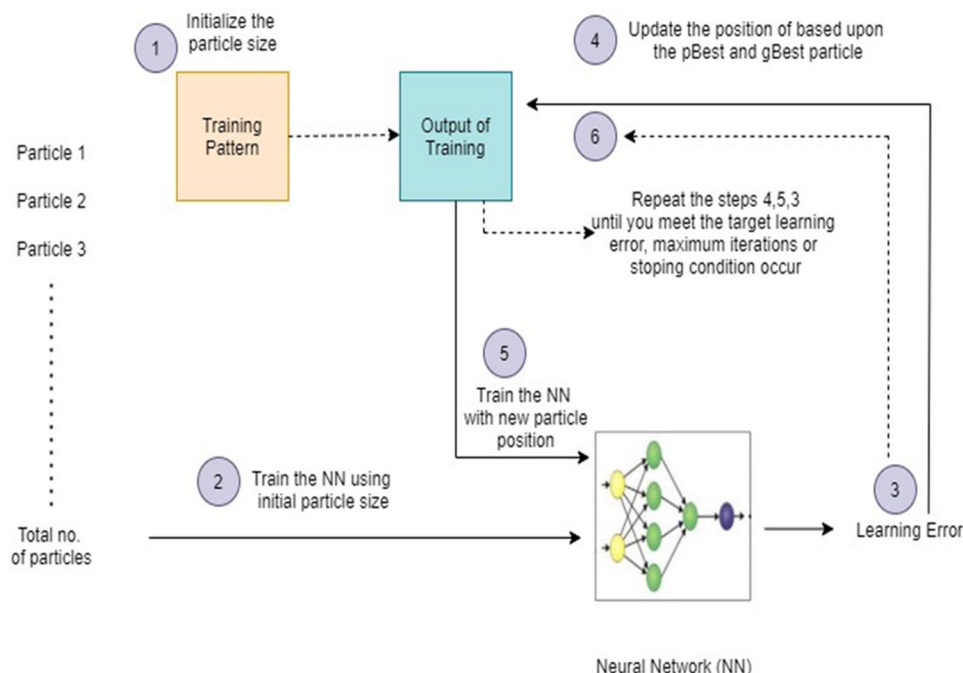 1
Initialize the
particle size
4
Update the position of based upon
the pBest and gBest particle
Training
Pattern
Output of
Training
6
Particle 1
Particle 2
Particle 3
Repeat the steps 4,5,3
until you meet the target learning
error, maximum iterations or
stoping condition occur
5
Train the NN
with new particle
position
2
Train the NN using
initial particle size
3
Learning Error
Total no.
of particles
Neural Network (NN)